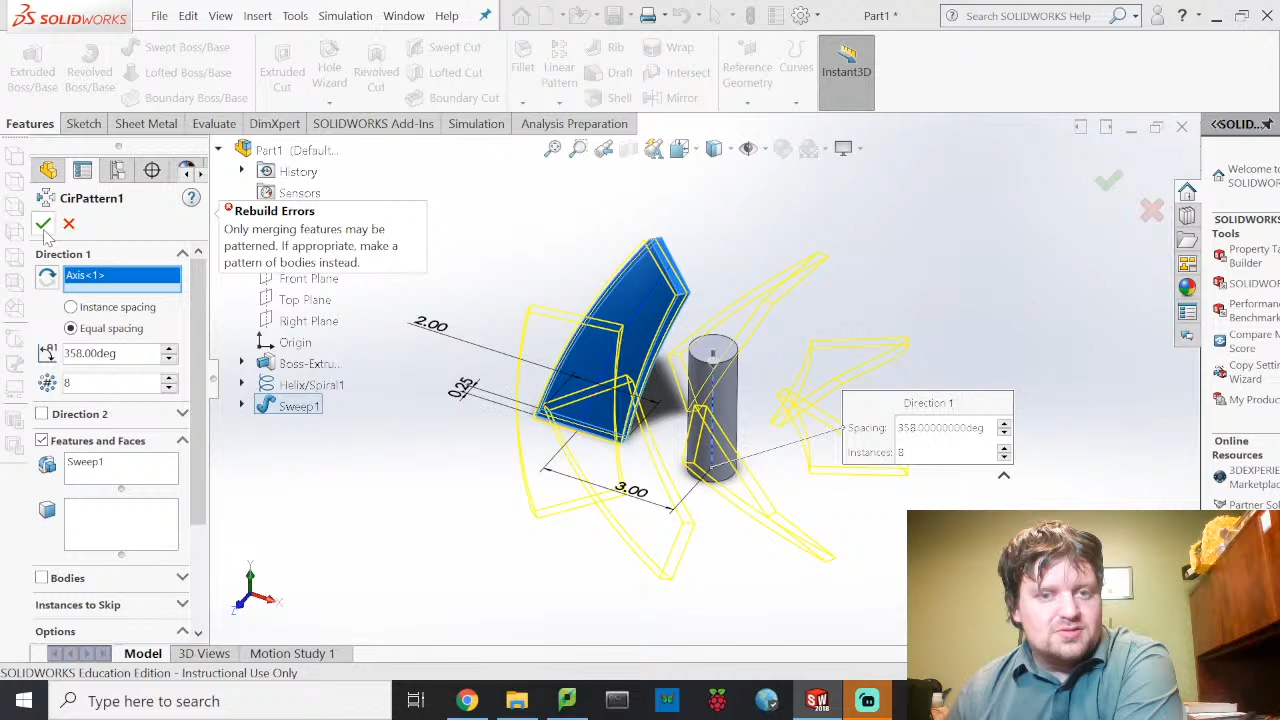 SOLIDWORKS File Edit View Insert Tools Simulation Window Help Part1 * Search SOLIDWORKS Help
Extruded Boss/Base
Revolved Boss/Base
Swept Boss/Base
Lofted Boss/Base
Boundary Boss/Base
Extruded Cut
Hole Wizard
Revolved Cut
Swept Cut
Lofted Cut
Boundary Cut
Fillet
Linear Pattern
Rib
Draft
Shell
Wrap
Intersect
Mirror
Reference Geometry
Curves
Instant3D
Features Sketch Sheet Metal Evaluate DimXpert SOLIDWORKS Add-Ins Simulation Analysis Preparation
CirPattern1
Direction 1
Axis<1>
Instance spacing
Equal spacing
358.00deg
8
Direction 2
Features and Faces
Sweep1
Bodies
Instances to Skip
Options
Part1 (Default...
History
Sensors
Rebuild Errors
Only merging features may be
patterned. If appropriate, make a
pattern of bodies instead.
Front Plane
Top Plane
Right Plane
Origin
Boss-Extru...
Helix/Spiral1
Sweep1
2.00
3.00
Direction 1
Spacing: 358.00000000deg
Instances: 8
<<SOLID...
Welcome to
SOLIDWORK
SOLIDWORKS
Tools
Property Ta
Builder
SOLIDWORK
Performance
Benchmark
Compare M
Score
Copy Settin
Wizard
My Produc
Online
Resources
3DEXPERIE
Marketplac
Partner Sol
Model 3D Views Motion Study 1
SOLIDWORKS Education Edition - Instructional Use Only
Type here to search
SW
2018